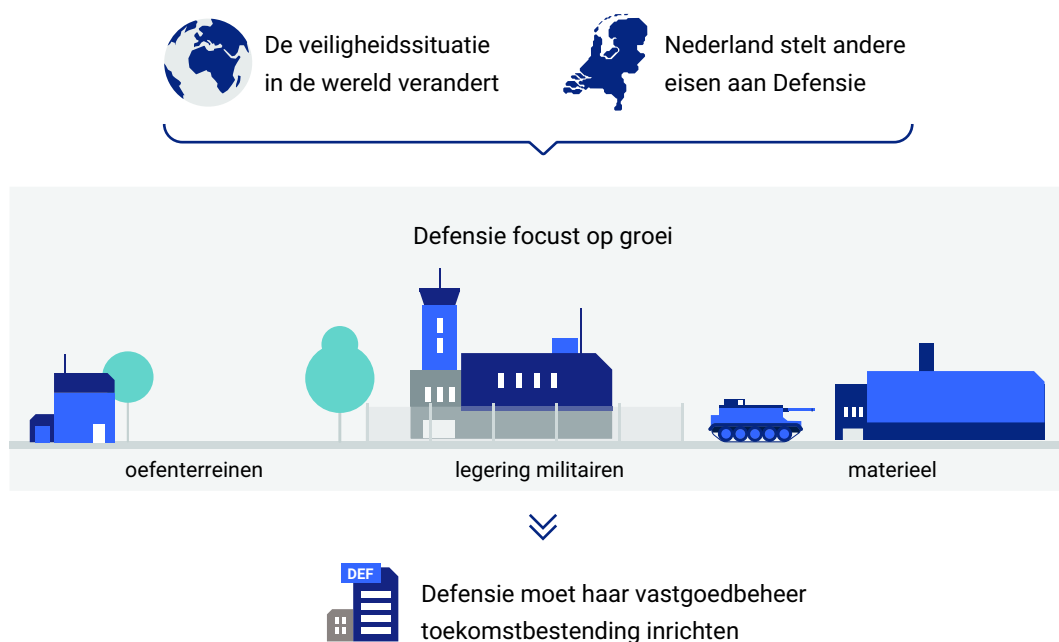 De veiligheidssituatie
in de wereld verandert
Nederland stelt andere
eisen aan Defensie
Defensie focust op groei
oefenterreinen
legering militairen
materieel
DEF
Defensie moet haar vastgoedbeheer
toekomstbestending inrichten